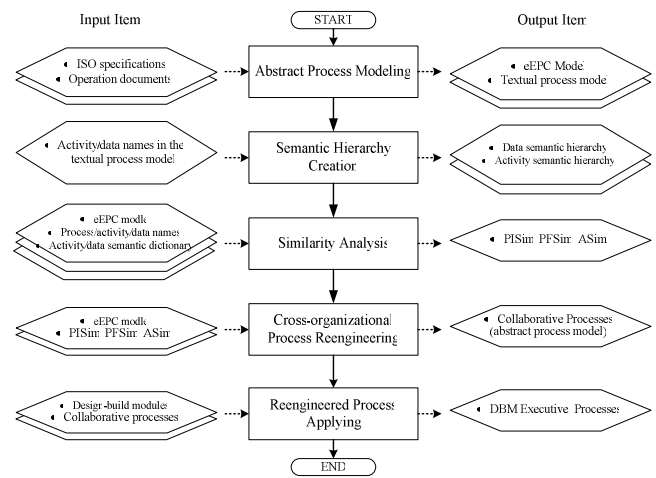 Input Item
START
Output Item
• ISO specifications
• Operation documents
Abstract Process Modeling
• eEPC Model
• Textual process model
• Activity/data names in the
textual process model
Semantic Hierarchy
Creation
• Data semantic hierarchy
• Activity semantic hierarchy
• eEPC modle
• Process/activity/data names
• Activity/data semantic dictionary
Similarity Analysis
• PISim PFSim ASim
• eEPC modle
• PISim PFSim ASim
Cross-organizational
Process Reengineering
• Collaborative Processes
(abstract process model)
• Design-build modules
• Collaborative processes
Reengineered Process
Applying
• DBM Executive Processes
END